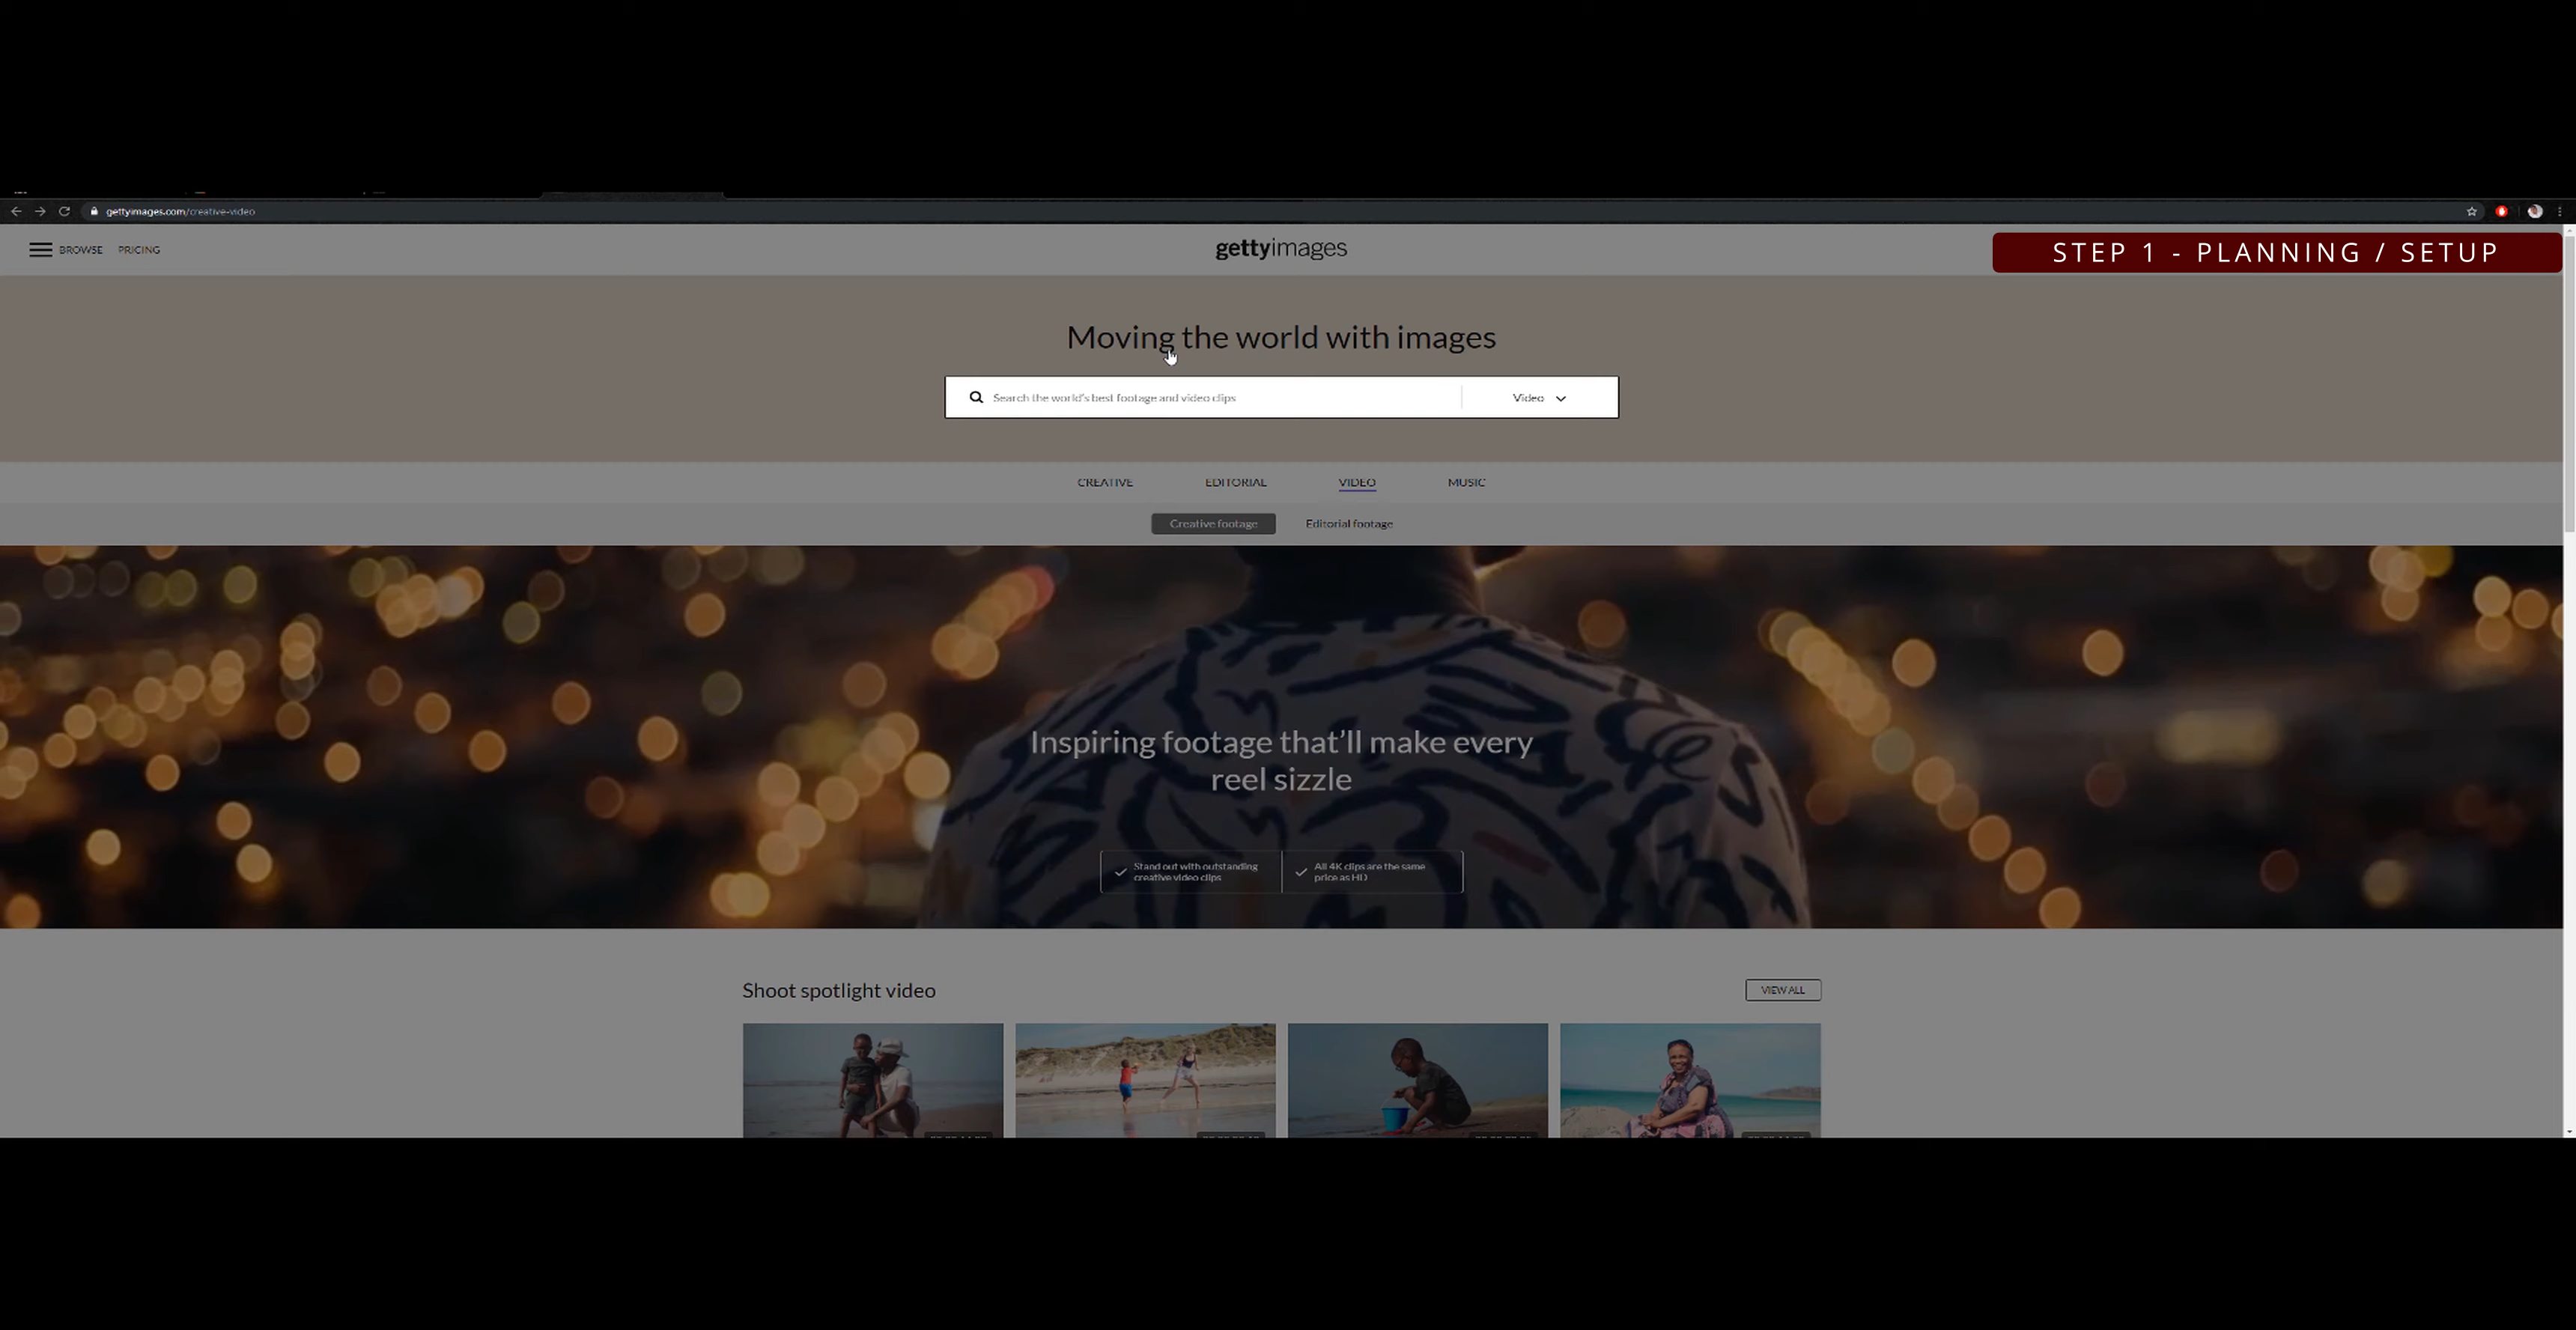 gettyimages.com/creative-video
BROWSE PRICING
gettyimages
STEP 1 - PLANNING / SETUP
Moving the world with images
Search the world's best footage and video clips
Video
CREATIVE EDITORIAL VIDEO MUSIC
Creative footage Editorial footage
Inspiring footage that'll make every
reel sizzle
Stand out with outstanding
creative video clips
All 4K clips are the same
price as HD
Shoot spotlight video
VIEW ALL